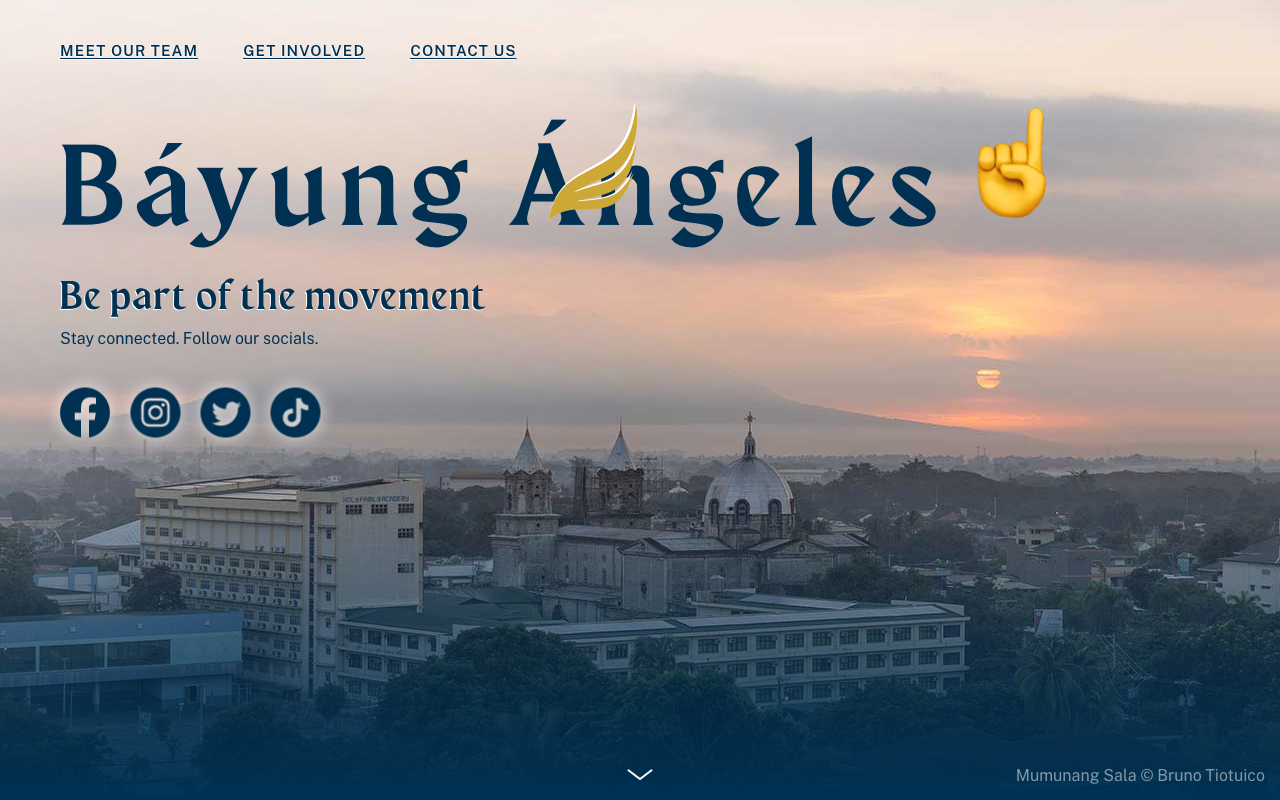 MEET OUR TEAM GET INVOLVED CONTACT US
Báyung Ángeles ☝
Be part of the movement
Stay connected. Follow our socials.
HOLY FAMILY ACADEMY
Mumunang Sala © Bruno Tiotuico